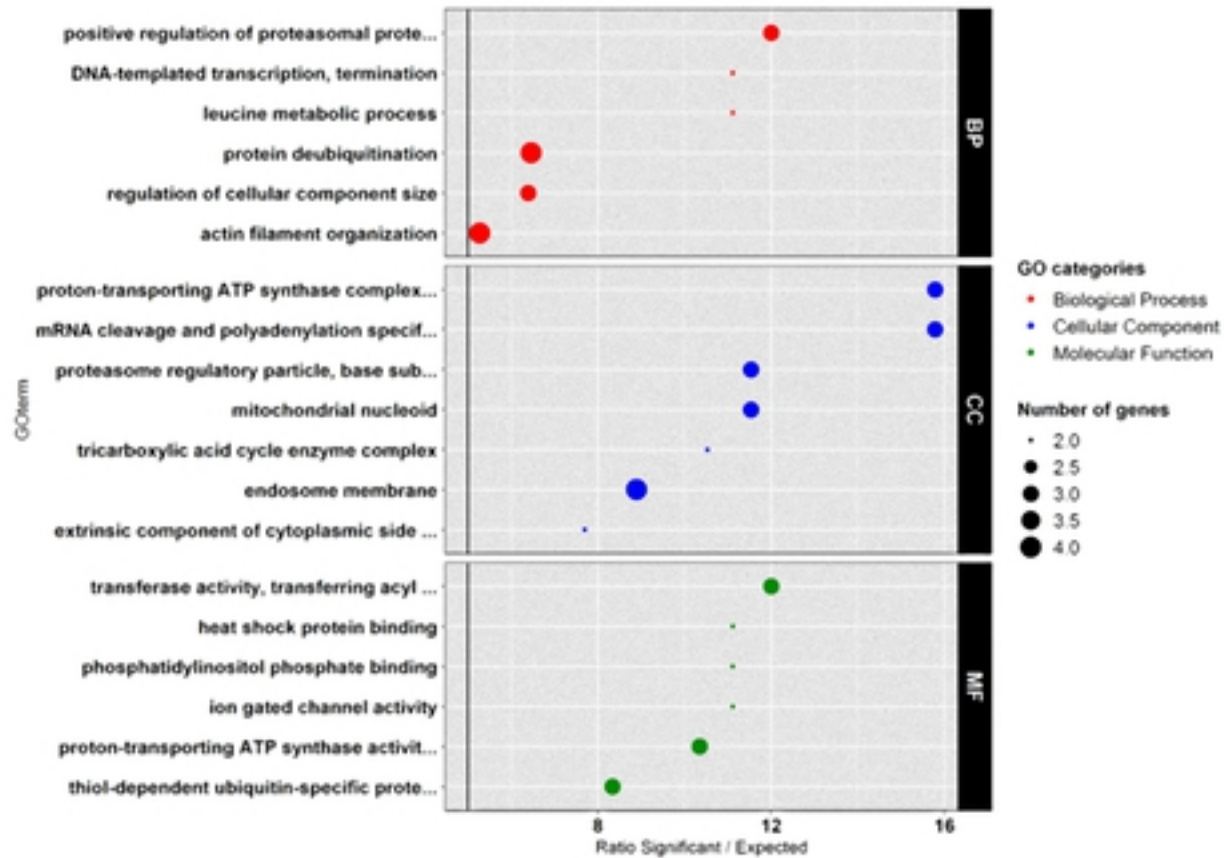 positive regulation of proteasomal prote...
DNA-templated transcription, termination
leucine metabolic process
protein deubiquitination
regulation of cellular component size
actin filament organization
BP
proton-transporting ATP synthase complex...
mRNA cleavage and polyadenylation specif...
proteasome regulatory particle, base sub...
mitochondrial nucleoid
tricarboxylic acid cycle enzyme complex
endosome membrane
extrinsic component of cytoplasmic side ...
CC
transferase activity, transferring acyl ...
heat shock protein binding
phosphatidylinositol phosphate binding
ion gated channel activity
proton-transporting ATP synthase activit...
thiol-dependent ubiquitin-specific prote...
MF
GOterm
8 12 16
Ratio Significant / Expected
GO categories
Biological Process
Cellular Component
Molecular Function
Number of genes
2.0
2.5
3.0
3.5
4.0